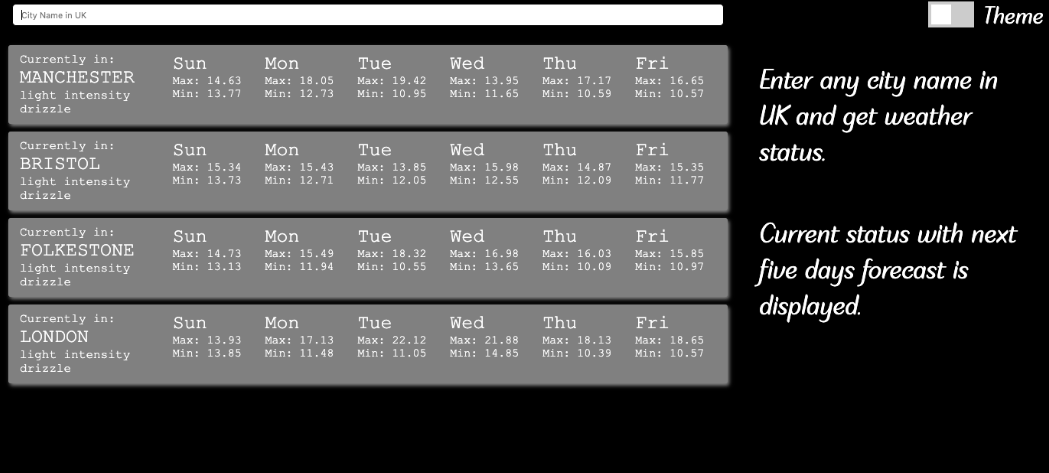 City Name in UK
Theme
Currently in:
MANCHESTER
light intensity
drizzle
Sun Mon Tue Wed Thu Fri
Max: 14.63 Max: 18.05 Max: 19.42 Max: 13.95 Max: 17.17 Max: 16.65
Min: 13.77 Min: 12.73 Min: 10.95 Min: 11.65 Min: 10.59 Min: 10.57
Currently in:
BRISTOL
light intensity
drizzle
Sun Mon Tue Wed Thu Fri
Max: 15.34 Max: 15.43 Max: 13.85 Max: 15.98 Max: 14.87 Max: 15.35
Min: 13.73 Min: 12.71 Min: 12.05 Min: 12.55 Min: 12.09 Min: 11.77
Currently in:
FOLKESTONE
light intensity
drizzle
Sun Mon Tue Wed Thu Fri
Max: 14.73 Max: 15.49 Max: 18.32 Max: 16.98 Max: 16.03 Max: 15.85
Min: 13.13 Min: 11.94 Min: 10.55 Min: 13.65 Min: 10.09 Min: 10.97
Currently in:
LONDON
light intensity
drizzle
Sun Mon Tue Wed Thu Fri
Max: 13.93 Max: 17.13 Max: 22.12 Max: 21.88 Max: 18.13 Max: 18.65
Min: 13.85 Min: 11.48 Min: 11.05 Min: 14.85 Min: 10.39 Min: 10.57
Enter any city name in
UK and get weather
status.
Current status with next
five days forecast is
displayed.